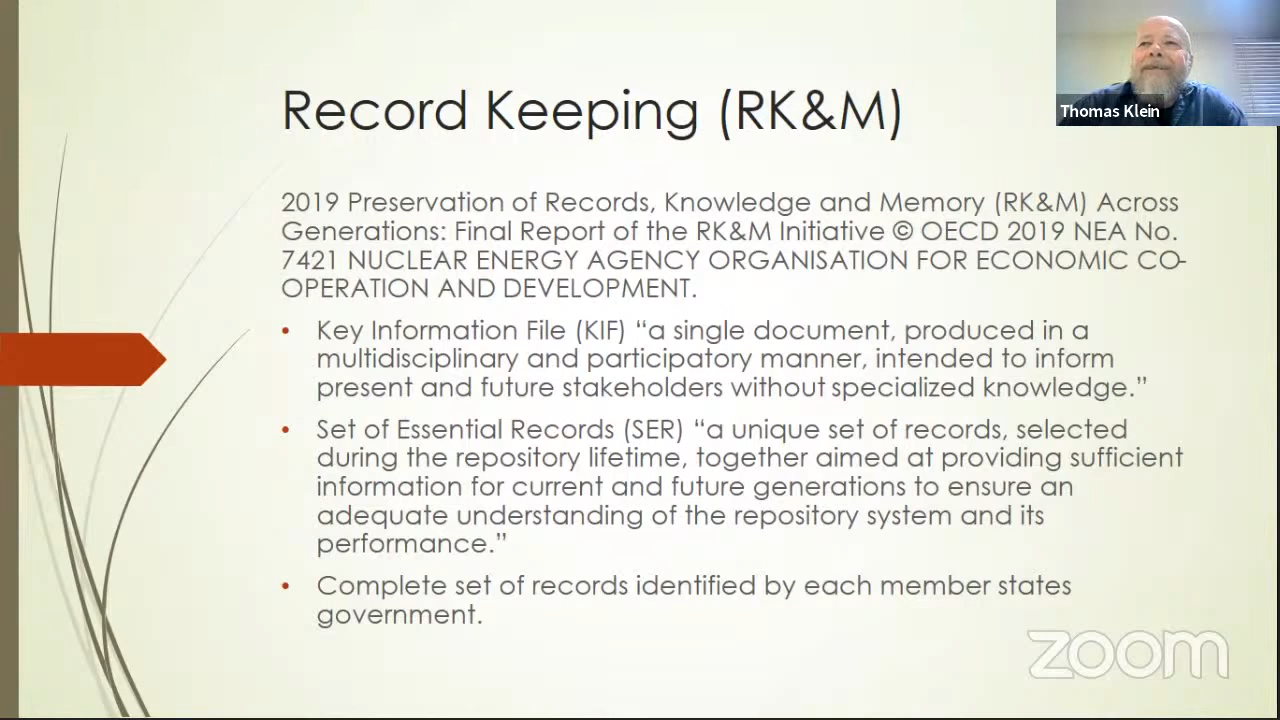 Record Keeping (RK&M)
Thomas Klein
2019 Preservation of Records, Knowledge and Memory (RK&M) Across
Generations: Final Report of the RK&M Initiative © OECD 2019 NEA No.
7421 NUCLEAR ENERGY AGENCY ORGANISATION FOR ECONOMIC CO-
OPERATION AND DEVELOPMENT.
• Key Information File (KIF) “a single document, produced in a
multidisciplinary and participatory manner, intended to inform
present and future stakeholders without specialized knowledge.”
• Set of Essential Records (SER) “a unique set of records, selected
during the repository lifetime, together aimed at providing sufficient
information for current and future generations to ensure an
adequate understanding of the repository system and its
performance.”
• Complete set of records identified by each member states
government.
zoom